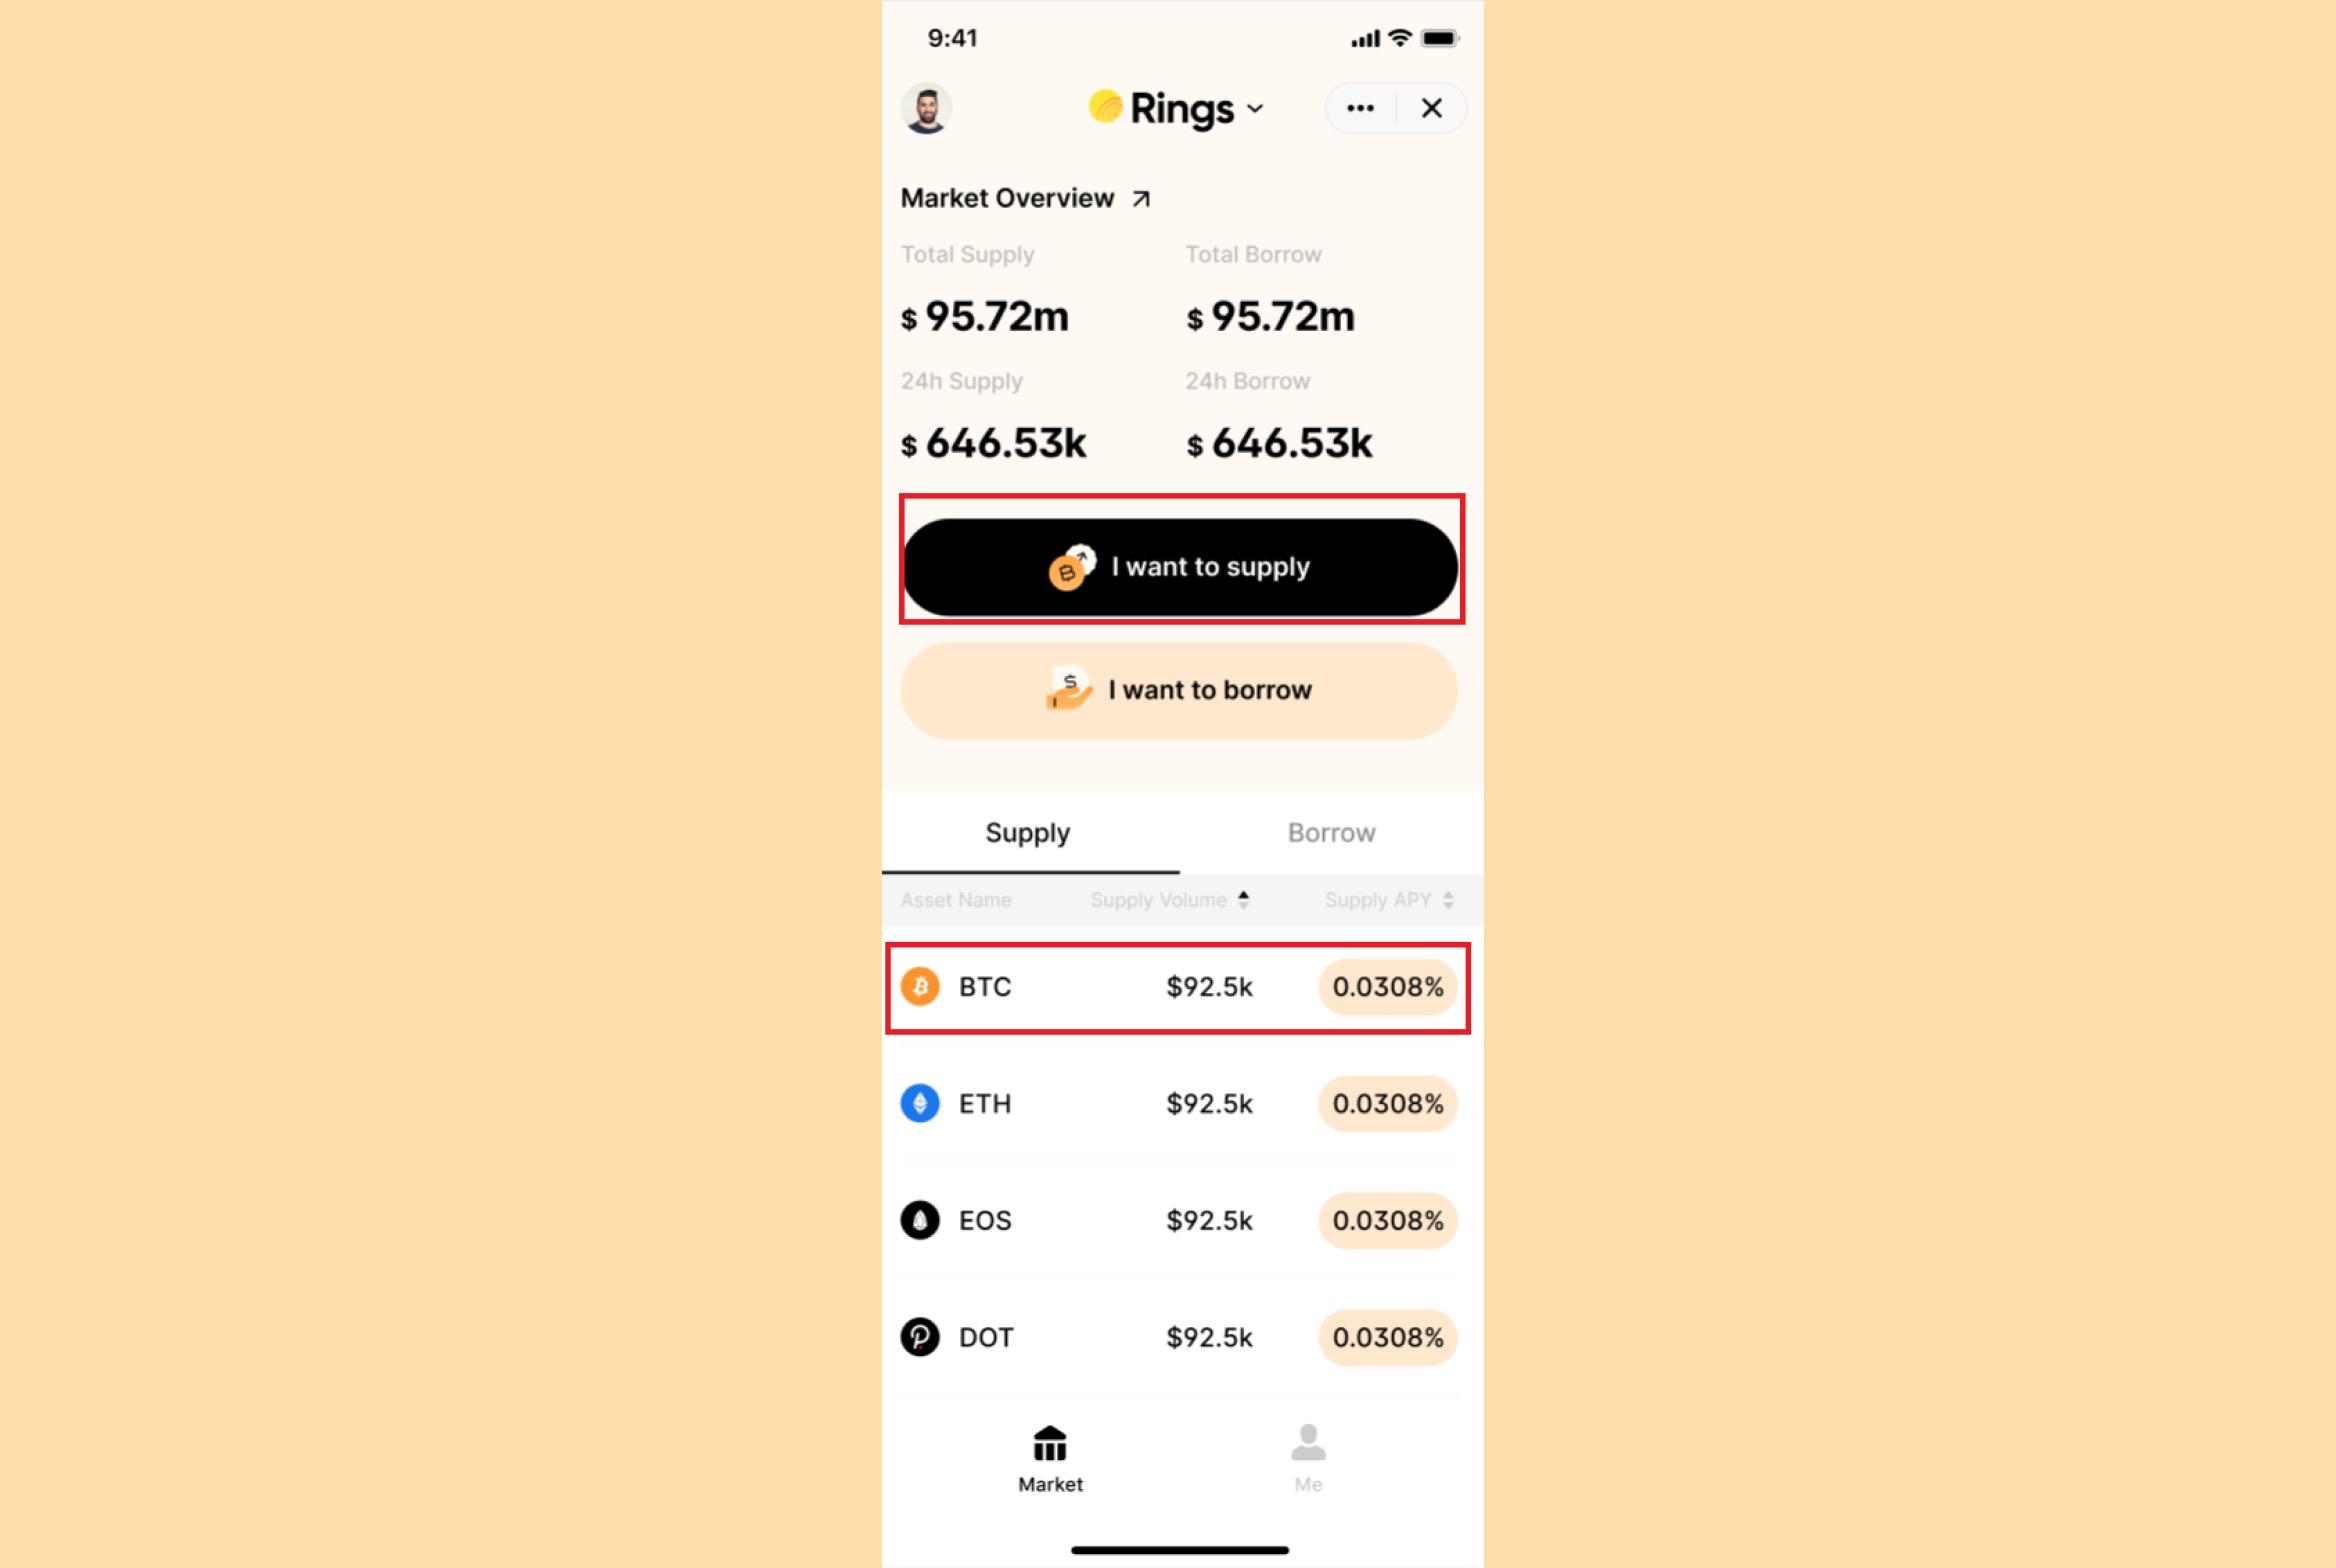 9:41
Rings
Market Overview
Total Supply Total Borrow
$ 95.72m $ 95.72m
24h Supply 24h Borrow
$ 646.53k $ 646.53k
I want to supply
I want to borrow
Supply Borrow
Asset Name Supply Volume Supply APY
BTC $92.5k 0.0308%
ETH $92.5k 0.0308%
EOS $92.5k 0.0308%
DOT $92.5k 0.0308%
Market Me